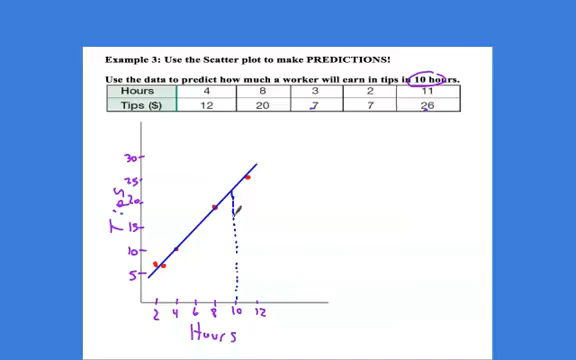 Example 3: Use the Scatter plot to make PREDICTIONS!
Use the data to predict how much a worker will earn in tips in 10 hours.
Hours 4 8 3 2 11
Tips ($) 12 20 7 7 26
30
25
20
15
10
5
Tips
2 4 6 8 10 12
Hours